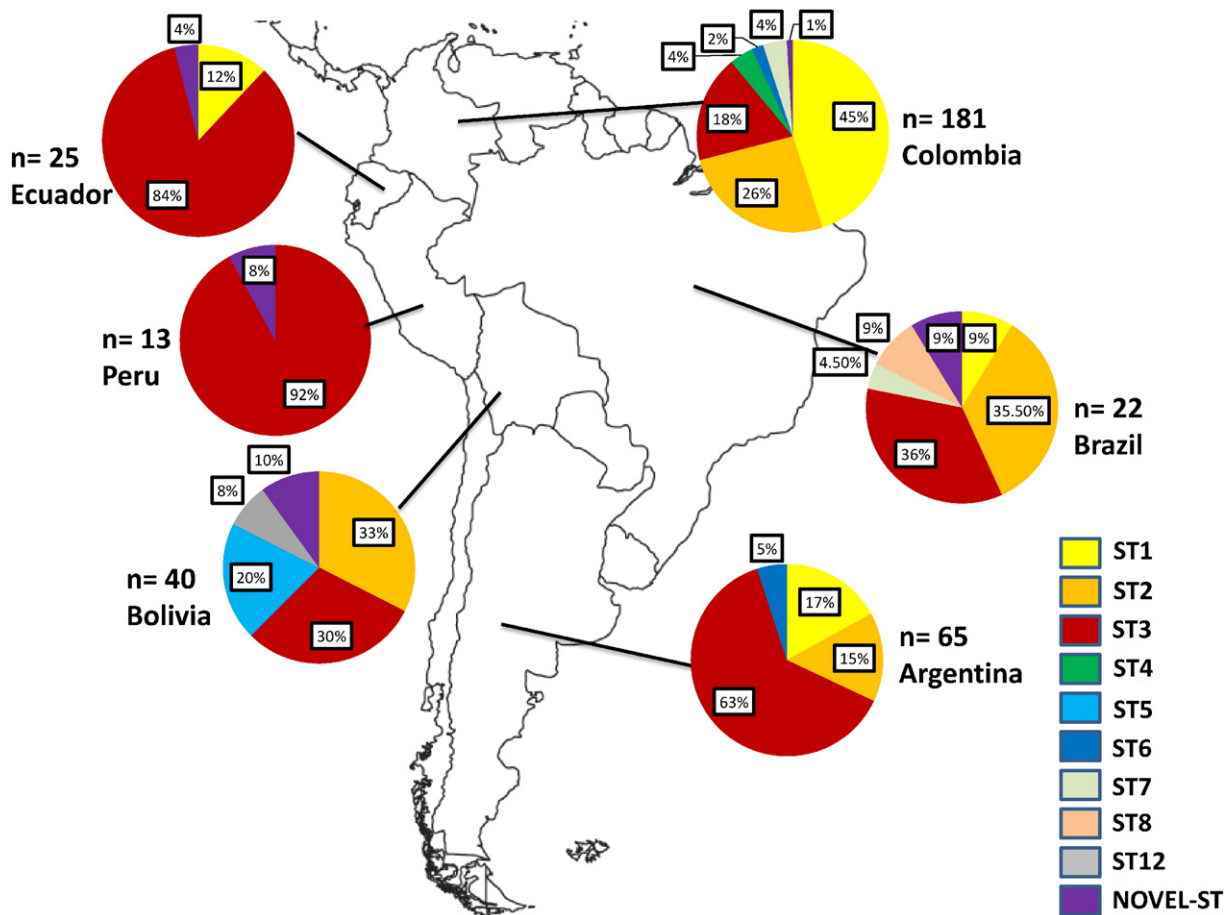 4%
12%
84%
n= 25
Ecuador
4%
2%
4%
1%
18%
45%
26%
n= 181
Colombia
8%
92%
n= 13
Peru
9%
4.50%
9%
9%
35.50%
36%
n= 22
Brazil
10%
8%
33%
20%
30%
n= 40
Bolivia
5%
17%
15%
63%
n= 65
Argentina
ST1
ST2
ST3
ST4
ST5
ST6
ST7
ST8
ST12
NOVEL-ST